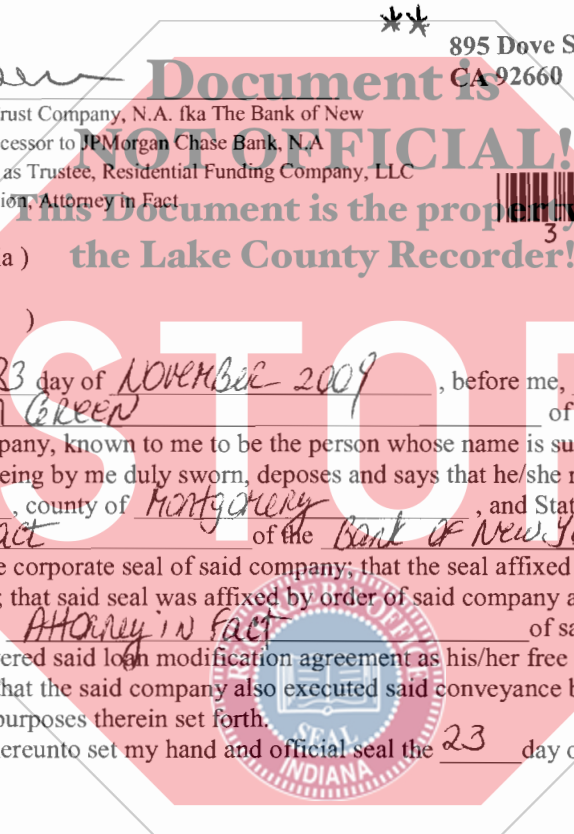 **
895 Dove S
CA 92660
Document is
rust Company, N.A. fka The Bank of New
cessor to JPMorgan Chase Bank, N.A
NOT OFFICIAL!
as Trustee, Residential Funding Company, LLC
ion, Attorney in Fact
This Document is the property
3
a )
the Lake County Recorder!
)
STOP
3 day of NOVEMBER 2009, before me,
GREEN of
pany, known to me to be the person whose name is su
eing by me duly sworn, deposes and says that he/she r
, county of Montgomery, and Stat
act of the Bank OF New Yo
e corporate seal of said company; that the seal affixed
; that said seal was affixed by order of said company a
Attorney in Fact of sa
ered said loan modification agreement as his/her free
hat the said company also executed said conveyance b
purposes therein set forth.
ereunto set my hand and official seal the 23 day o
RECORDER'S OFFICE
SEAL
INDIANA